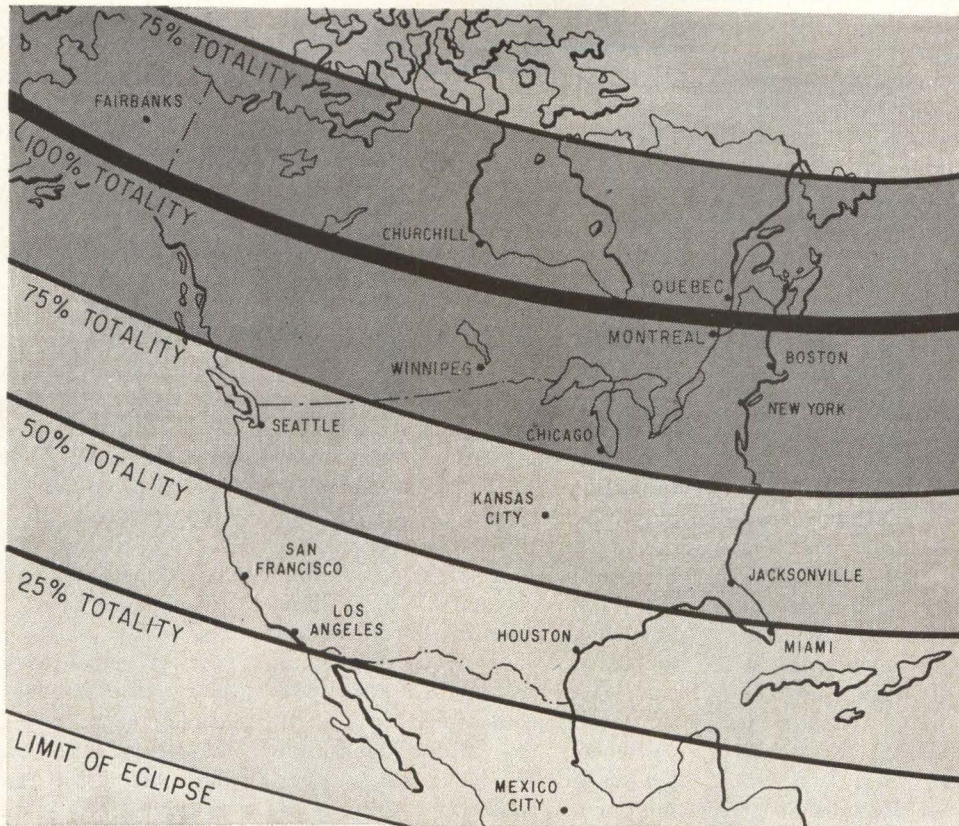 75% TOTALITY
FAIRBANKS
100% TOTALITY
CHURCHILL
QUEBEC
75% TOTALITY
MONTREAL
WINNIPEG
BOSTON
NEW YORK
SEATTLE
CHICAGO
50% TOTALITY
KANSAS
CITY
SAN
FRANCISCO
JACKSONVILLE
25% TOTALITY
LOS
ANGELES
HOUSTON
MIAMI
LIMIT OF ECLIPSE
MEXICO
CITY